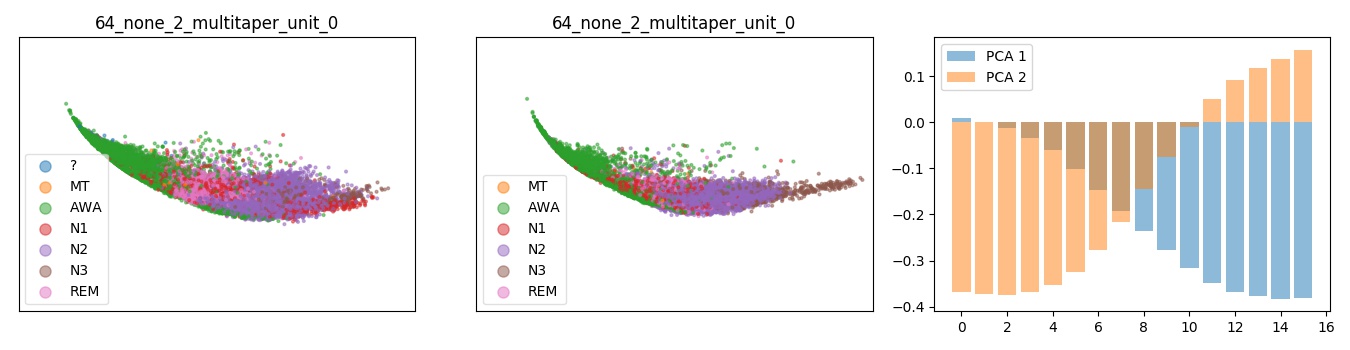 64_none_2_multitaper_unit_0
?
MT
AWA
N1
N2
N3
REM
64_none_2_multitaper_unit_0
MT
AWA
N1
N2
N3
REM
PCA 1
PCA 2
0.1
0.0
−0.1
−0.2
−0.3
−0.4
0 2 4 6 8 10 12 14 16